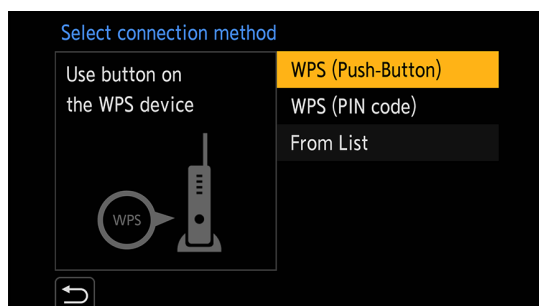 Select connection method
Use button on
the WPS device
WPS
WPS (Push-Button)
WPS (PIN code)
From List